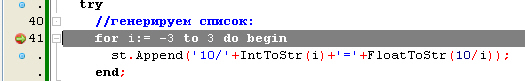 try
40 //генерируем список:
41 for i:= -3 to 3 do begin
st.Append('10/'+IntToStr(i)+'='+FloatToStr(10/i));
end;